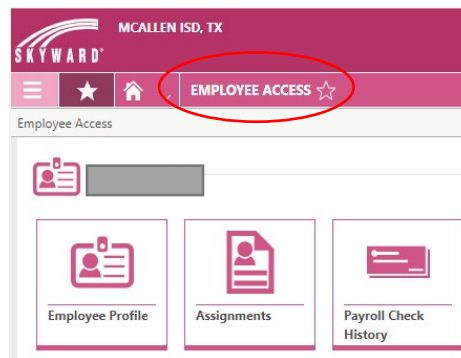 MCALLEN ISD, TX
SKYWARD
EMPLOYEE ACCESS
Employee Access
Employee Profile
Assignments
Payroll Check
History